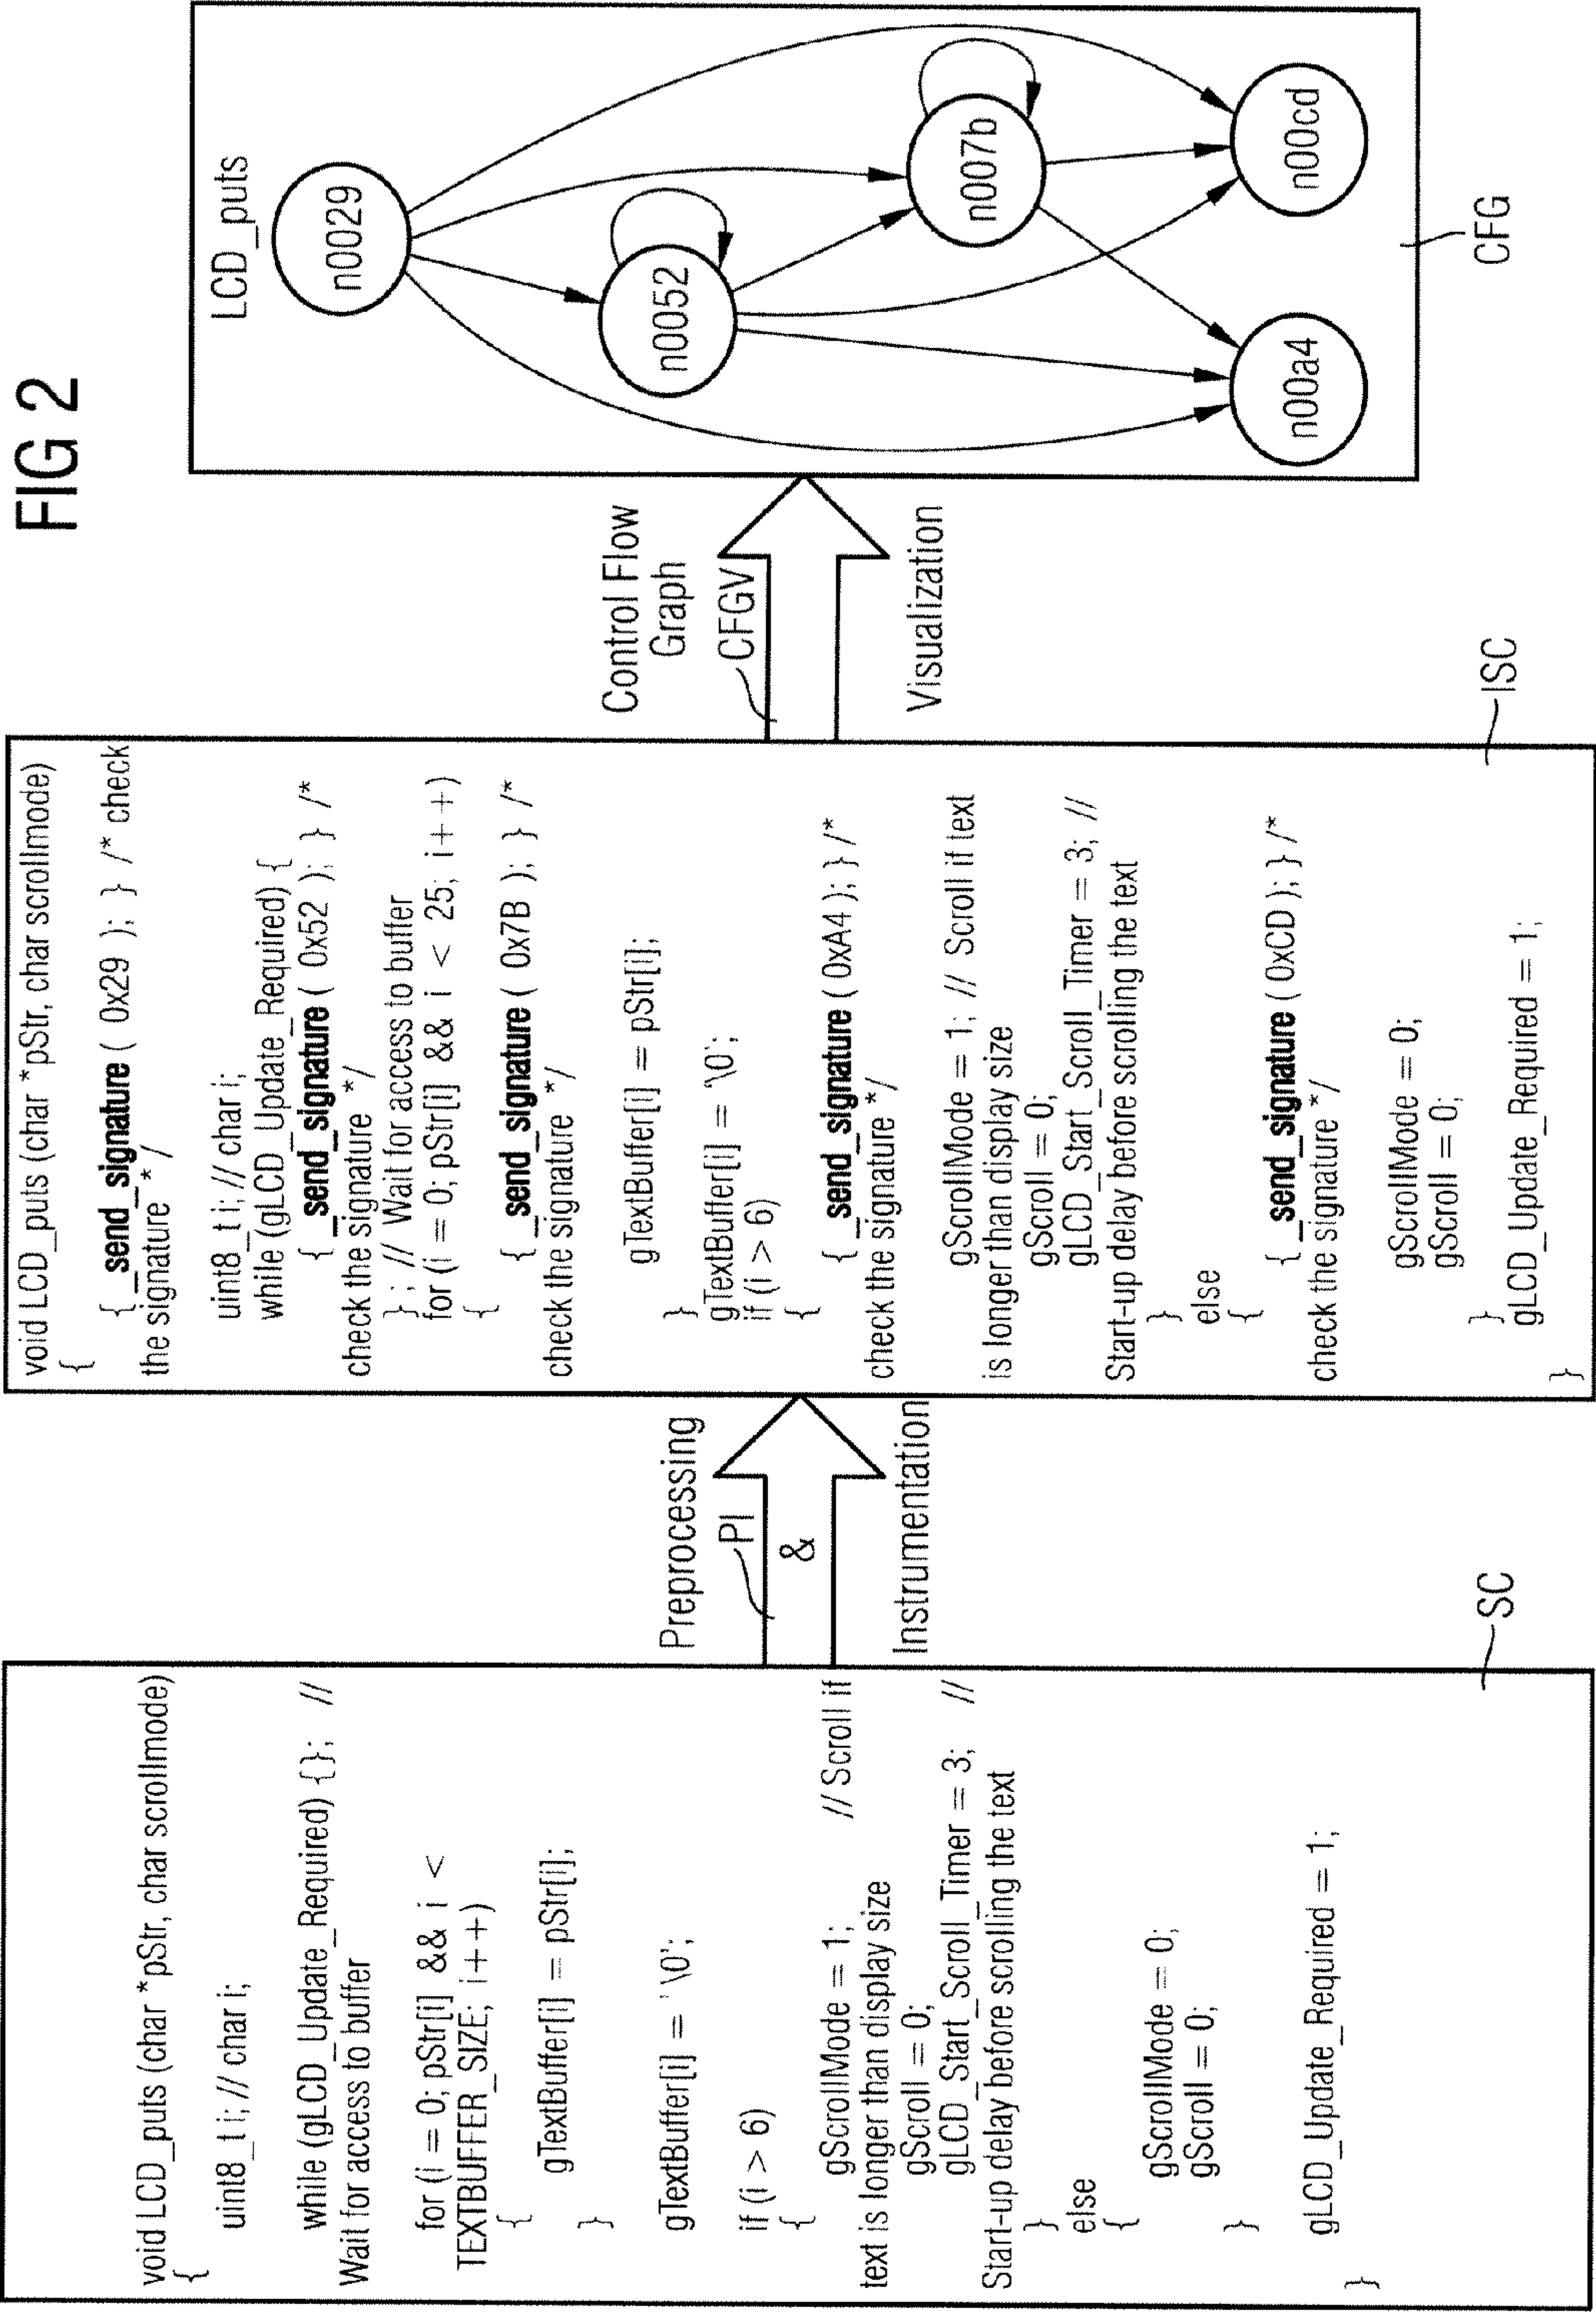 FIG 2
void LCD_puts (char *pStr, char scrollmode)
{
uint8_t i; // char i;
while (gLCD_Update_Required) {}; //
Wait for access to buffer
for (i = 0; pStr[i] && i <
TEXTBUFFER_SIZE; i++)
{
gTextBuffer[i] = pStr[i];
}
gTextBuffer[i] = '\0';
if (i > 6)
{
gScrollMode = 1; // Scroll if
text is longer than display size
gScroll = 0;
gLCD_Start_Scroll_Timer = 3; //
Start-up delay before scrolling the text
}
else
{
gScrollMode = 0;
gScroll = 0;
}
gLCD_Update_Required = 1;
}
SC
Preprocessing
PI
&
Instrumentation
void LCD_puts (char *pStr, char scrollmode)
{
{ _send_signature ( 0x29 ); } /* check
the signature */
uint8_t i; // char i;
while (gLCD_Update_Required) {
{ _send_signature ( 0x52 ); } /*
check the signature */
} ; // Wait for access to buffer
for (i = 0; pStr[i] && i < 25; i++)
{
{ _send_signature ( 0x7B ); } /*
check the signature */
gTextBuffer[i] = pStr[i];
}
gTextBuffer[i] = '\0';
if (i > 6)
{
{ _send_signature ( 0xA4 ); } /*
check the signature */
gScrollMode = 1; // Scroll if text
is longer than display size
gScroll = 0;
gLCD_Start_Scroll_Timer = 3; //
Start-up delay before scrolling the text
}
else
{
{ _send_signature ( 0xCD ); } /*
check the signature */
gScrollMode = 0;
gScroll = 0;
}
gLCD_Update_Required = 1;
}
ISC
Control Flow
Graph
CFGV
Visualization
LCD_puts
n0029
n0052
n007b
n00a4
n00cd
CFG